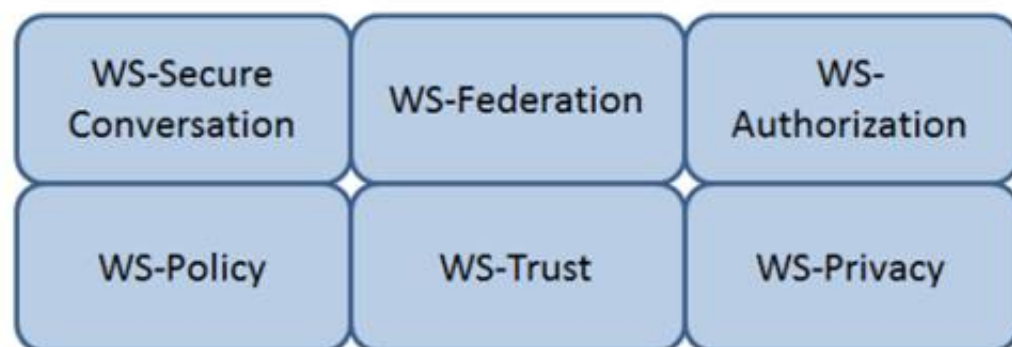 WS-Secure
Conversation
WS-Federation
WS-
Authorization
WS-Policy
WS-Trust
WS-Privacy